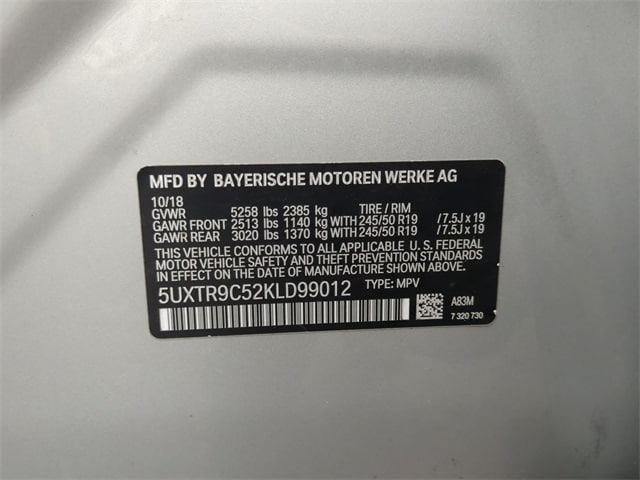 MFD BY BAYERISCHE MOTOREN WERKE AG
10/18
GVWR 5258 lbs 2385 kg TIRE / RIM
GAWR FRONT 2513 lbs 1140 kg WITH 245/50 R19 /7.5J x 19
GAWR REAR 3020 lbs 1370 kg WITH 245/50 R19 /7.5J x 19
THIS VEHICLE CONFORMS TO ALL APPLICABLE U. S. FEDERAL
MOTOR VEHICLE SAFETY AND THEFT PREVENTION STANDARDS
IN EFFECT ON THE DATE OF MANUFACTURE SHOWN ABOVE.
5UXTR9C52KLD99012 TYPE: MPV
A83M
7 320 730